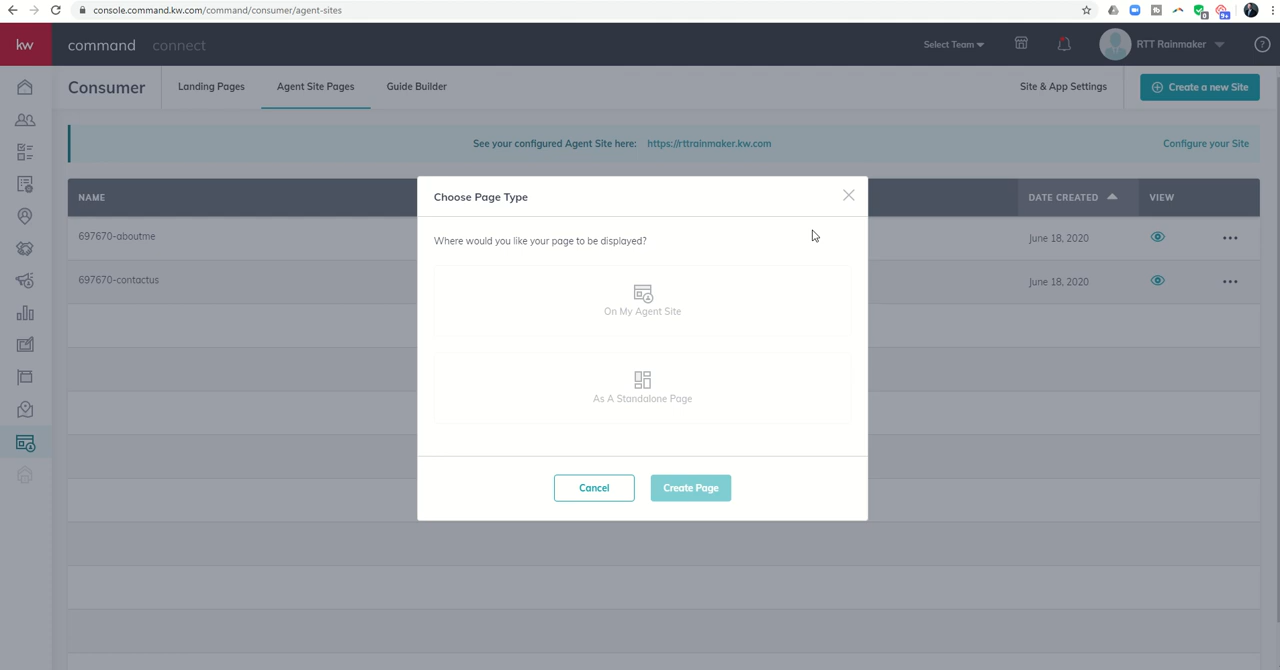 console.command.kw.com/command/consumer/agent-sites
0
9+
kw
command connect
Select Team
RTT Rainmaker
?
Consumer
Landing Pages
Agent Site Pages
Guide Builder
Site & App Settings
Create a new Site
See your configured Agent Site here: https://rttrainmaker.kw.com
Configure your Site
NAME
DATE CREATED
VIEW
697670-aboutme
June 18, 2020
697670-contactus
June 18, 2020
Choose Page Type
Where would you like your page to be displayed?
On My Agent Site
As A Standalone Page
Cancel
Create Page